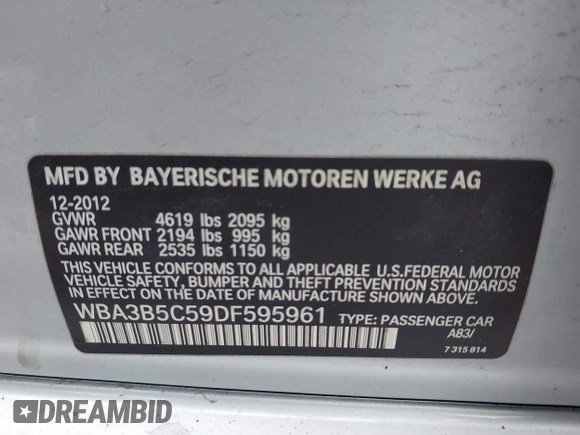 MFD BY BAYERISCHE MOTOREN WERKE AG
12-2012
GVWR 4619 lbs 2095 kg
GAWR FRONT 2194 lbs 995 kg
GAWR REAR 2535 lbs 1150 kg
THIS VEHICLE CONFORMS TO ALL APPLICABLE U.S.FEDERAL MOTOR
VEHICLE SAFETY, BUMPER AND THEFT PREVENTION STANDARDS
IN EFFECT ON THE DATE OF MANUFACTURE SHOWN ABOVE.
WBA3B5C59DF595961 TYPE: PASSENGER CAR
A83/
7 315 814
DREAMBID